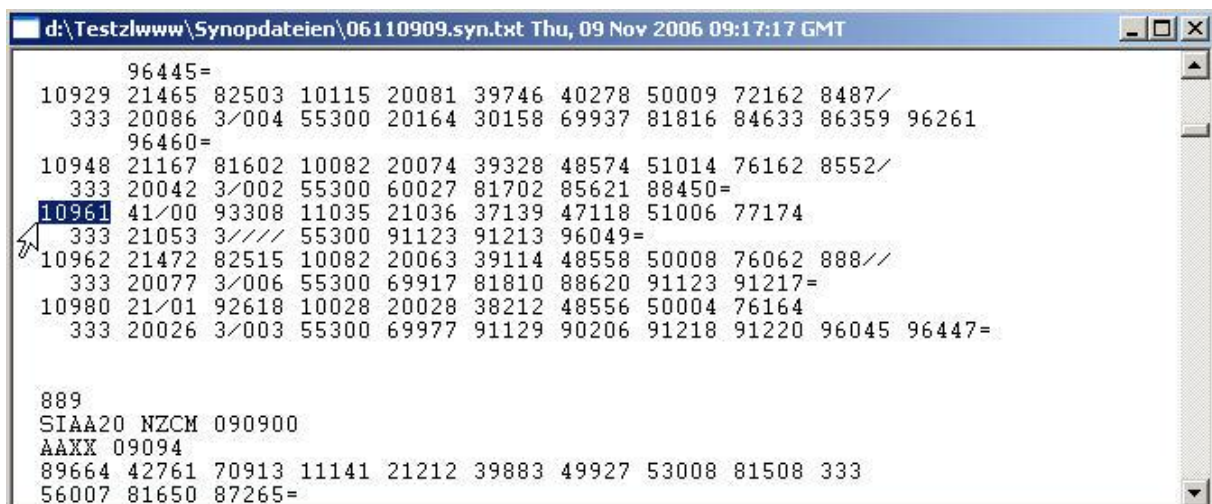 d:\Testzlwww\Synopdateien\06110909.syn.txt Thu, 09 Nov 2006 09:17:17 GMT
96445=
10929 21465 82503 10115 20081 39746 40278 50009 72162 8487/
333 20086 3/004 55300 20164 30158 69937 81816 84633 86359 96261
96460=
10948 21167 81602 10082 20074 39328 48574 51014 76162 8552/
333 20042 3/002 55300 60027 81702 85621 88450=
10961 41/00 93308 11035 21036 37139 47118 51006 77174
333 21053 3//// 55300 91123 91213 96049=
10962 21472 82515 10082 20063 39114 48558 50008 76062 888//
333 20077 3/006 55300 69917 81810 88620 91123 91217=
10980 21/01 92618 10028 20028 38212 48556 50004 76164
333 20026 3/003 55300 69977 91129 90206 91218 91220 96045 96447=
889
SIAA20 NZCM 090900
AAXX 09094
89664 42761 70913 11141 21212 39883 49927 53008 81508 333
56007 81650 87265=